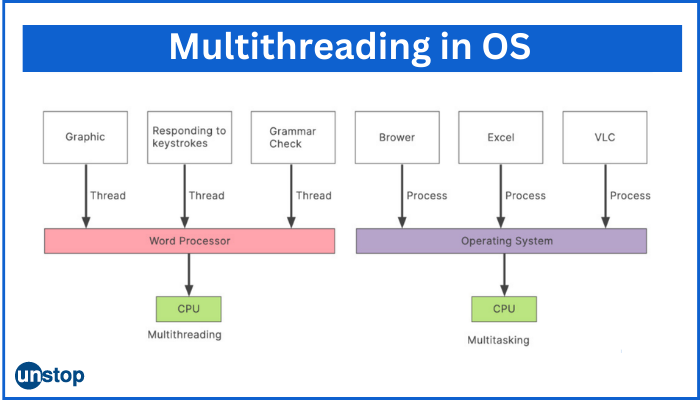 Multithreading in OS
Graphic
Responding to
keystrokes
Grammar
Check
Brower
Excel
VLC
Thread
Thread
Thread
Process
Process
Process
Word Processor
Operating System
CPU
CPU
Multithreading
Multitasking
unstop